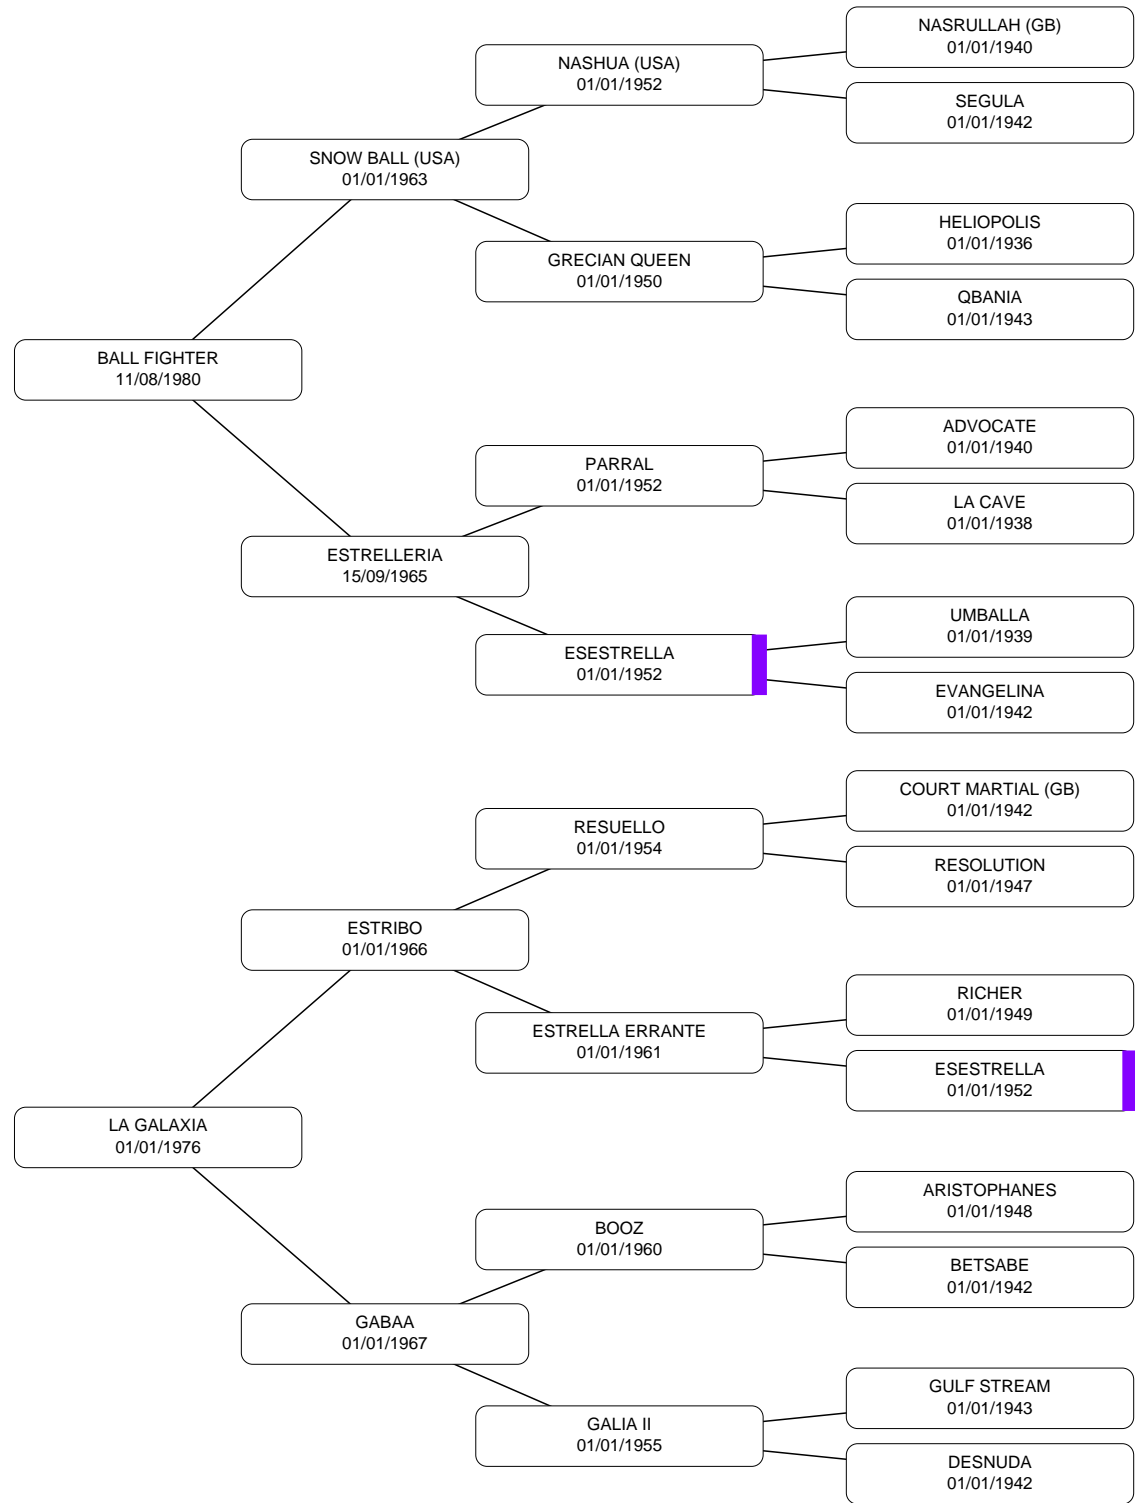 NASRULLAH (GB)
01/01/1940
NASHUA (USA)
01/01/1952
SEGULA
01/01/1942
SNOW BALL (USA)
01/01/1963
HELIOPOLIS
01/01/1936
GRECIAN QUEEN
01/01/1950
QBANIA
01/01/1943
BALL FIGHTER
11/08/1980
ADVOCATE
01/01/1940
PARRAL
01/01/1952
LA CAVE
01/01/1938
ESTRELLERIA
15/09/1965
UMBALLA
01/01/1939
ESESTRELLA
01/01/1952
EVANGELINA
01/01/1942
COURT MARTIAL (GB)
01/01/1942
RESUELLO
01/01/1954
RESOLUTION
01/01/1947
ESTRIBO
01/01/1966
RICHER
01/01/1949
ESTRELLA ERRANTE
01/01/1961
ESESTRELLA
01/01/1952
LA GALAXIA
01/01/1976
ARISTOPHANES
01/01/1948
BOOZ
01/01/1960
BETSABE
01/01/1942
GABAA
01/01/1967
GULF STREAM
01/01/1943
GALIA II
01/01/1955
DESNUDA
01/01/1942